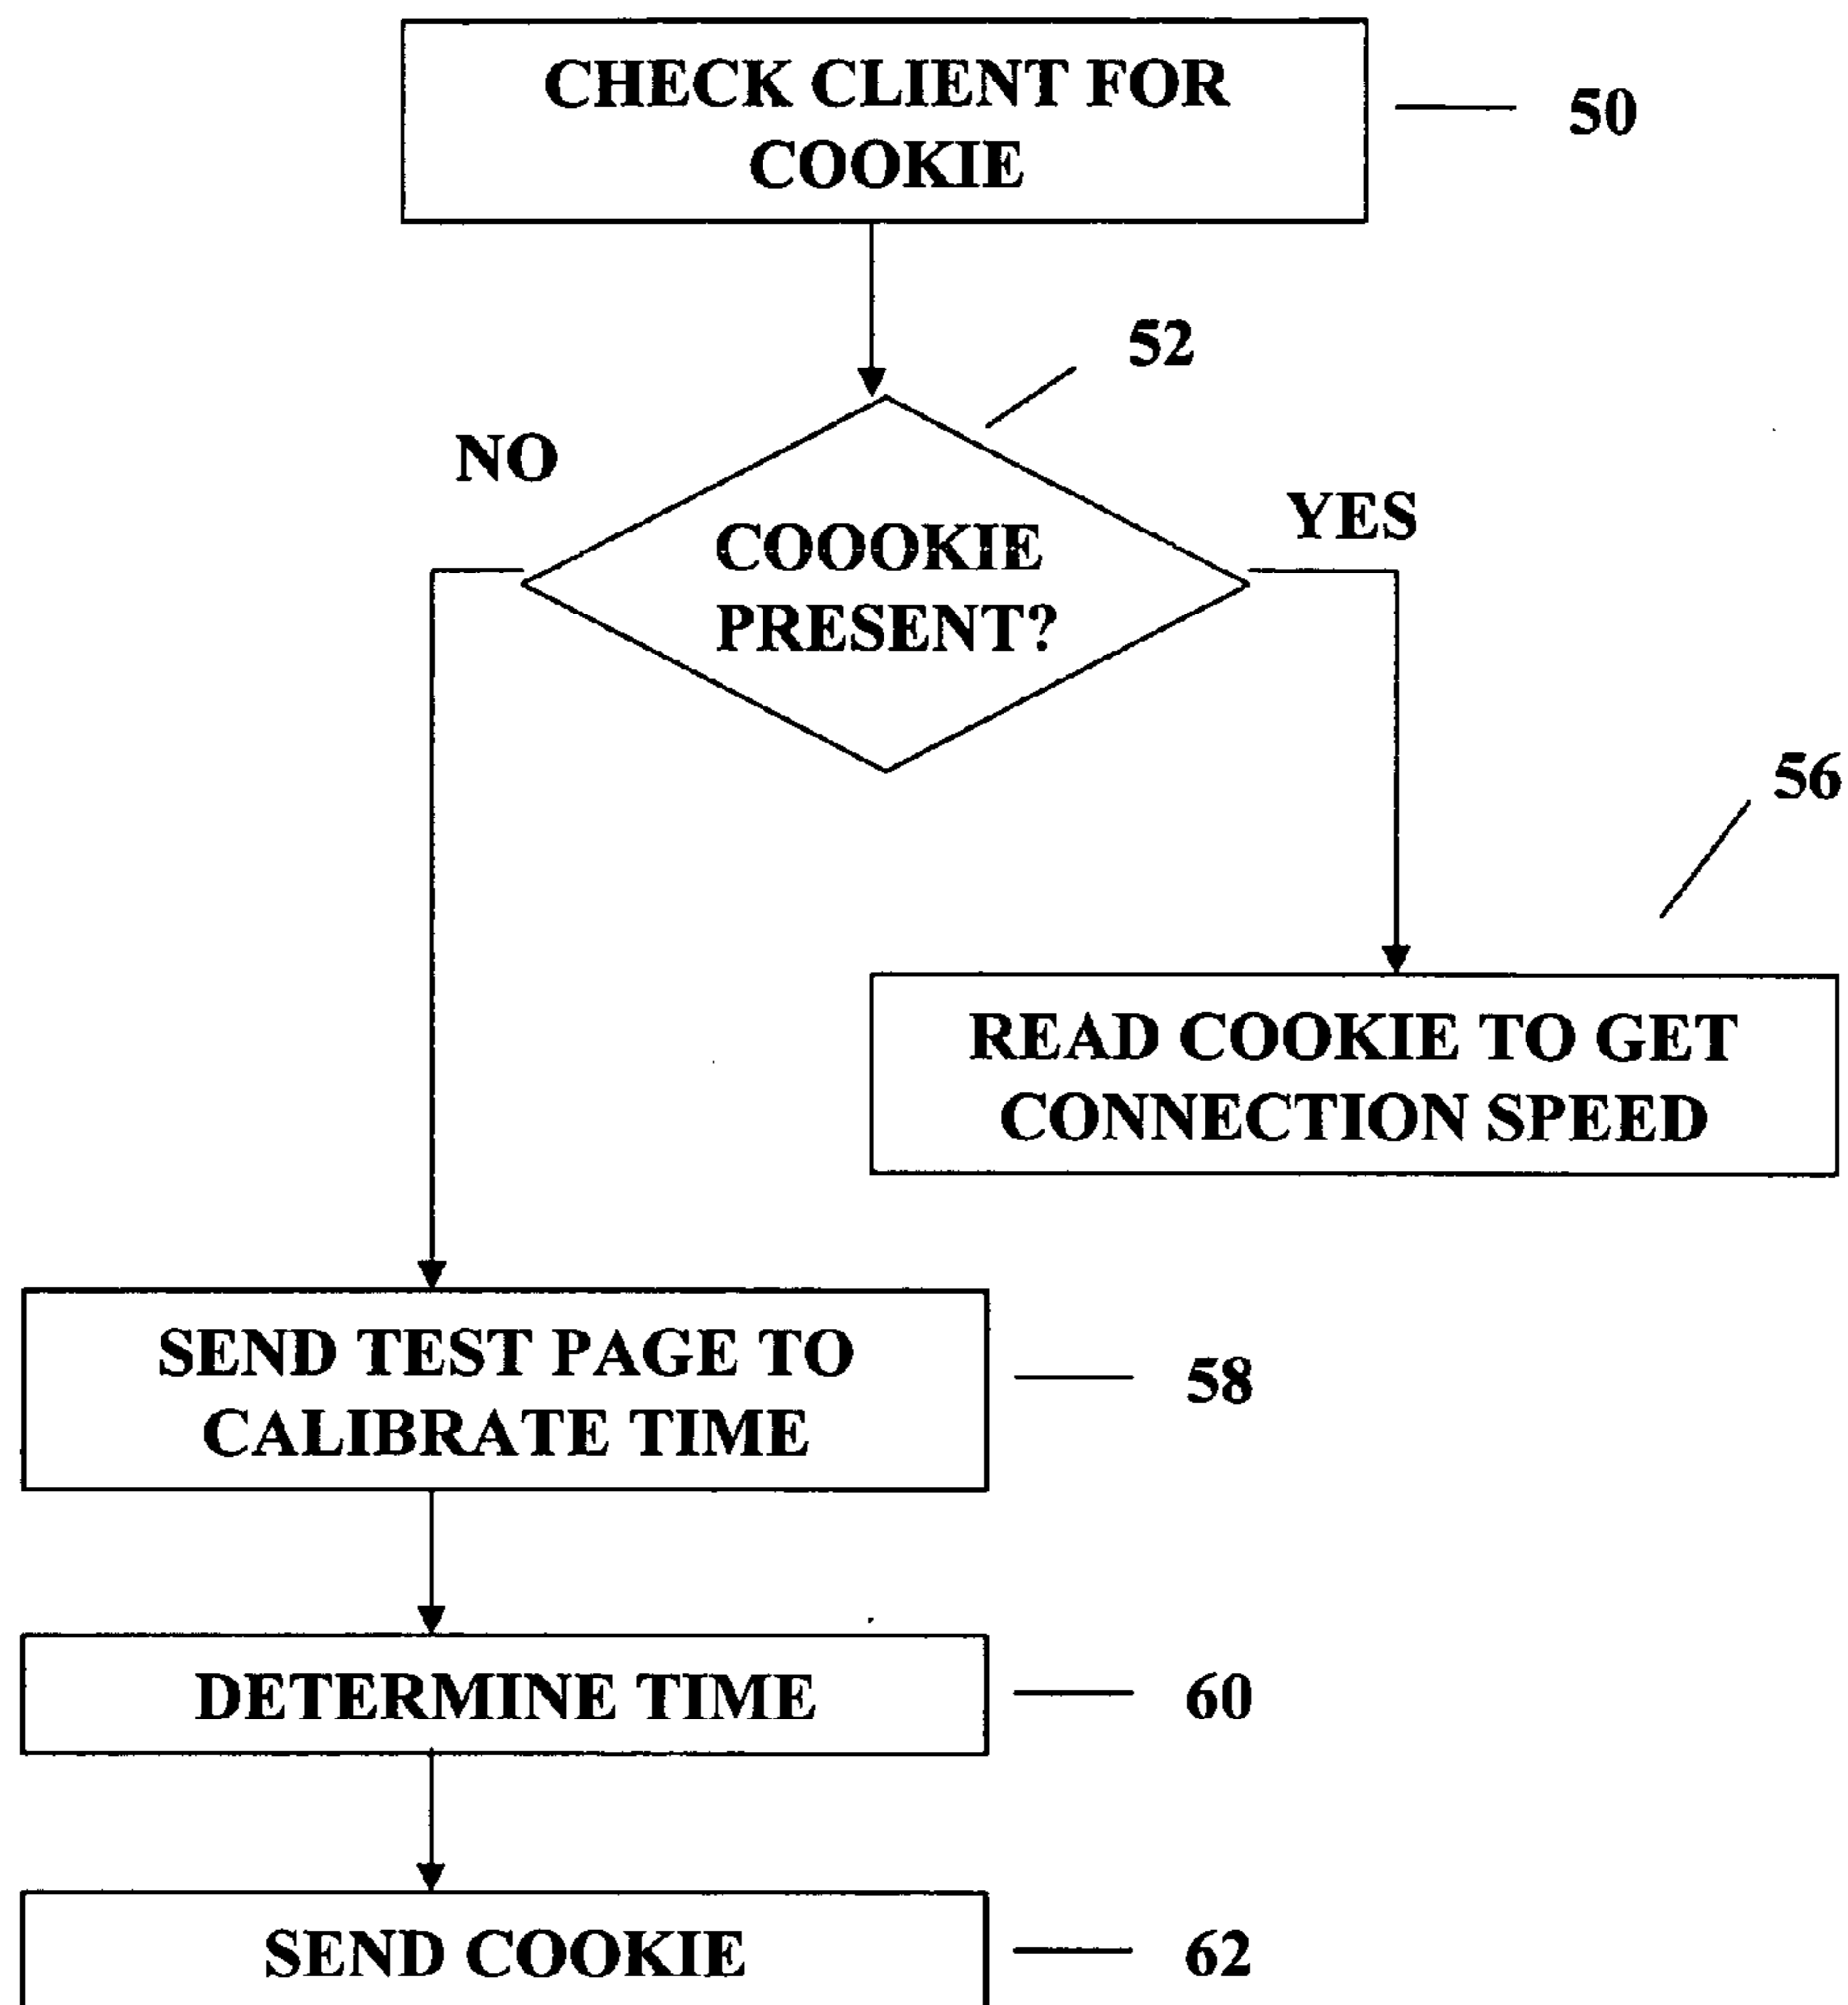 CHECK CLIENT FOR
COOKIE
50
52
NO
YES
COOOKIE
PRESENT?
56
READ COOKIE TO GET
CONNECTION SPEED
SEND TEST PAGE TO
CALIBRATE TIME
58
DETERMINE TIME
60
SEND COOKIE
62